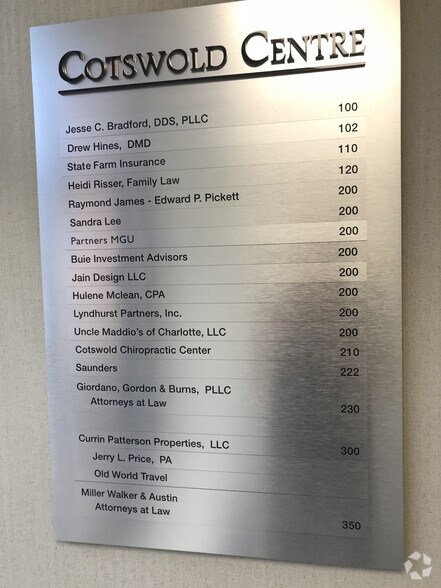 COTSWOLD CENTRE
Jesse C. Bradford, DDS, PLLC 100
Drew Hines, DMD 102
State Farm Insurance 110
Heidi Risser, Family Law 120
Raymond James - Edward P. Pickett 200
Sandra Lee 200
Partners MGU 200
Buie Investment Advisors 200
Jain Design LLC 200
Hulene Mclean, CPA 200
Lyndhurst Partners, Inc. 200
Uncle Maddio's of Charlotte, LLC 200
Cotswold Chiropractic Center 210
Saunders 222
Giordano, Gordon & Burns, PLLC
Attorneys at Law 230
Currin Patterson Properties, LLC 300
Jerry L. Price, PA
Old World Travel
Miller Walker & Austin
Attorneys at Law 350